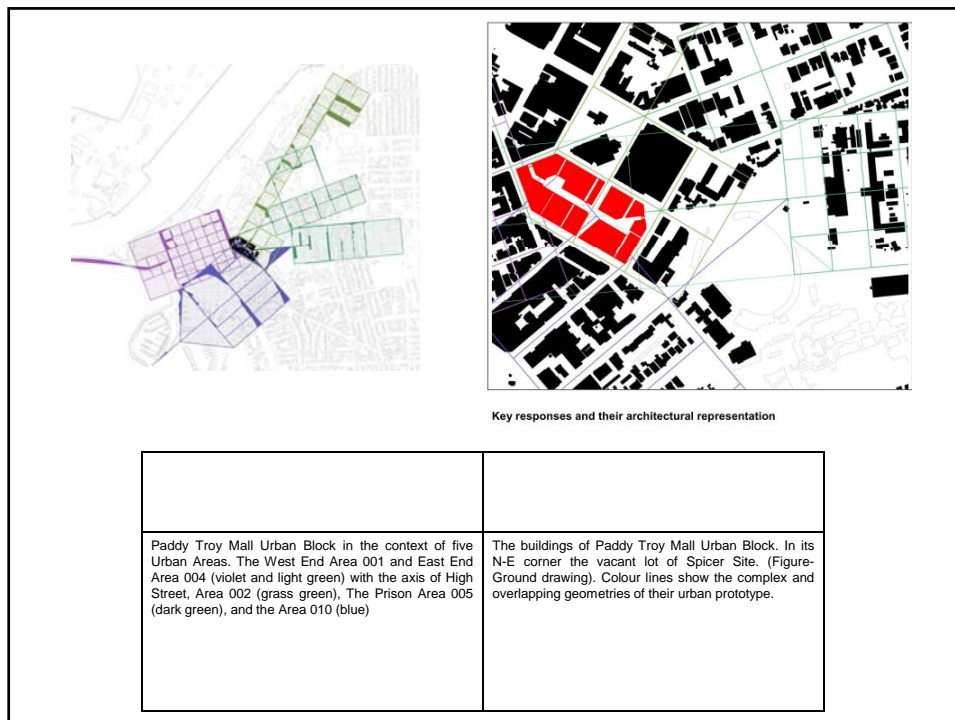 Key responses and their architectural representation
Paddy Troy Mall Urban Block in the context of five
Urban Areas. The West End Area 001 and East End
Area 004 (violet and light green) with the axis of High
Street, Area 002 (grass green), The Prison Area 005
(dark green), and the Area 010 (blue)
The buildings of Paddy Troy Mall Urban Block. In its
N-E corner the vacant lot of Spicer Site. (Figure-
Ground drawing). Colour lines show the complex and
overlapping geometries of their urban prototype.